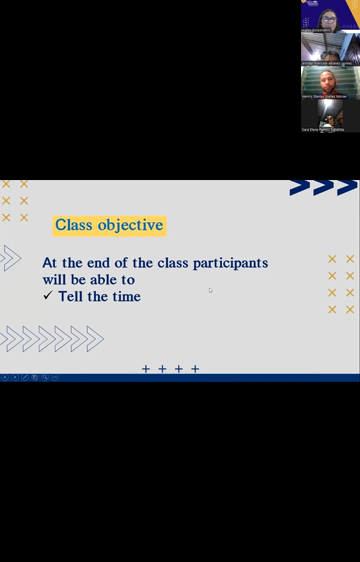 Class objective
At the end of the class participants
will be able to
✓ Tell the time